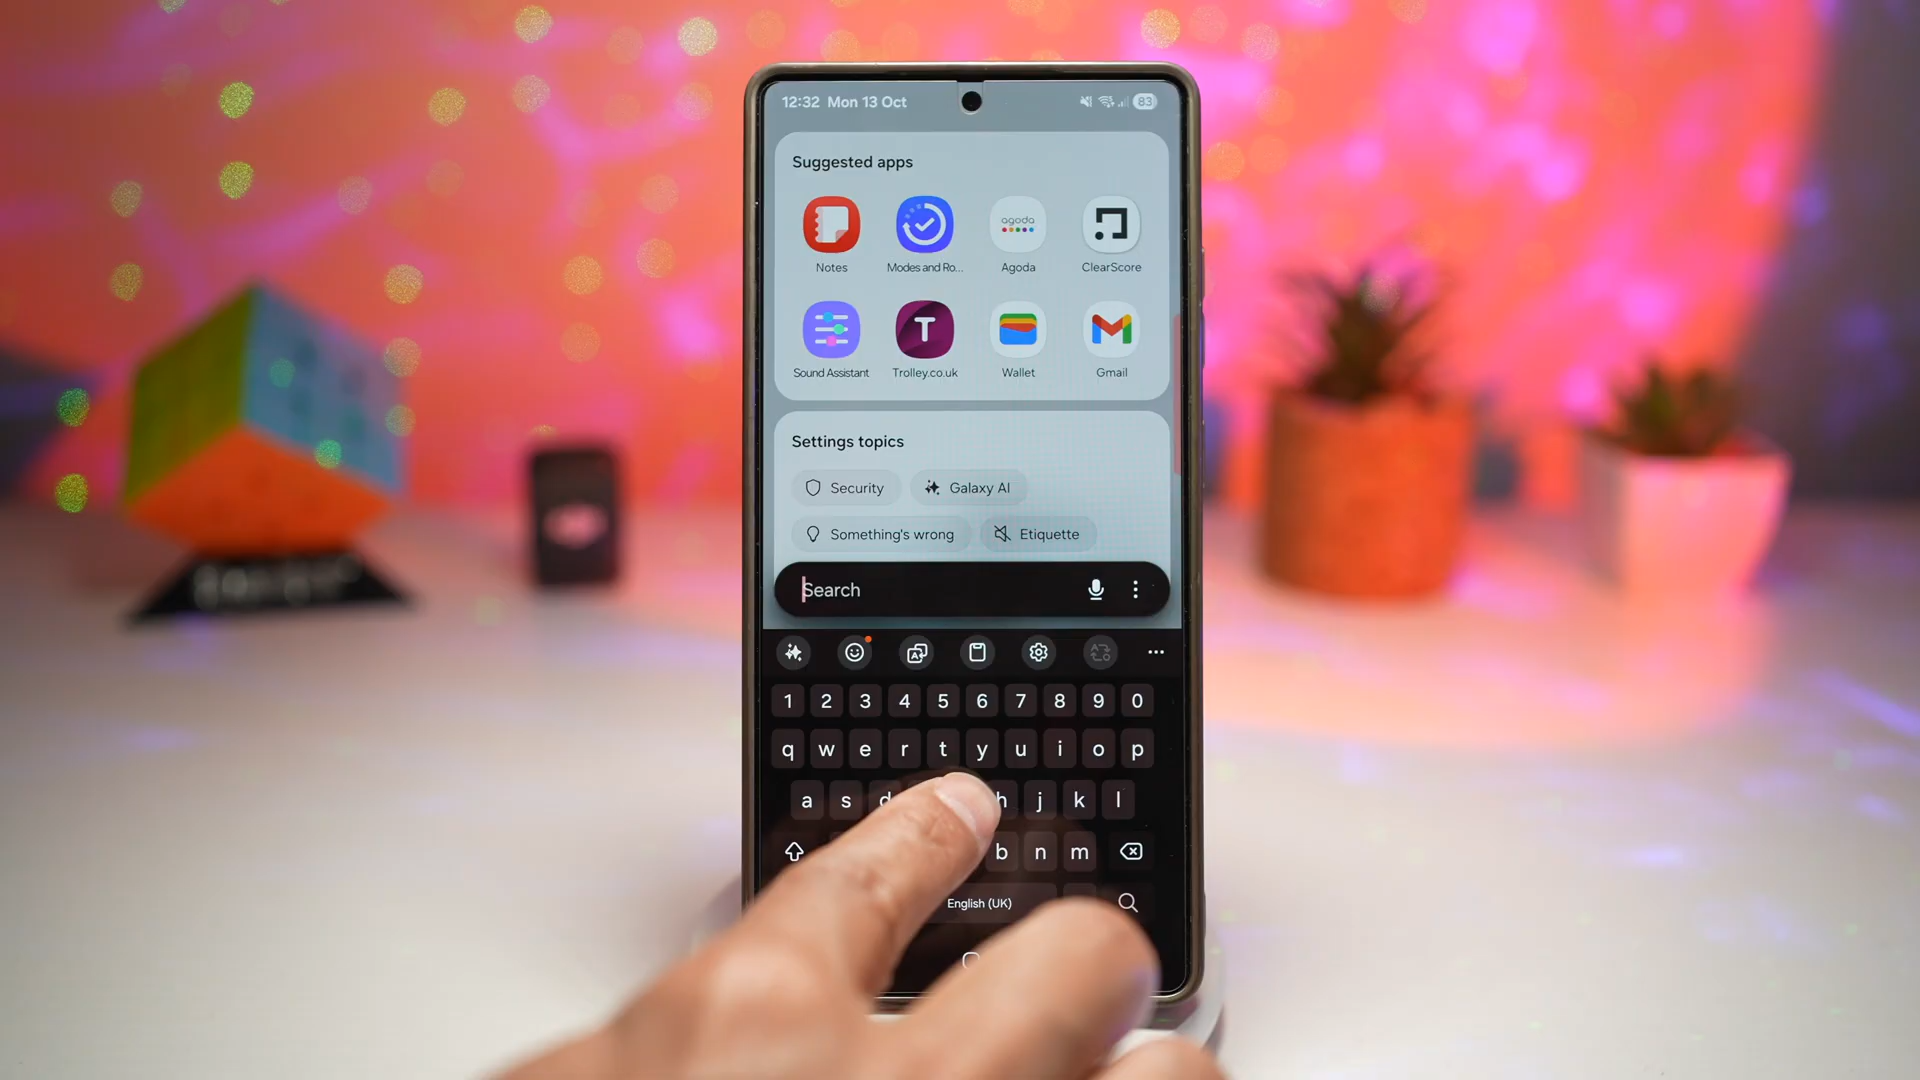 12:32 Mon 13 Oct 83
Suggested apps
Notes Modes and Ro... agoda Agoda ClearScore
Sound Assistant T Trolley.co.uk Wallet Gmail
Settings topics
Security Galaxy AI
Something's wrong Etiquette
Search
1 2 3 4 5 6 7 8 9 0
q w e r t y u i o p
a s d h j k l
b n m
English (UK)